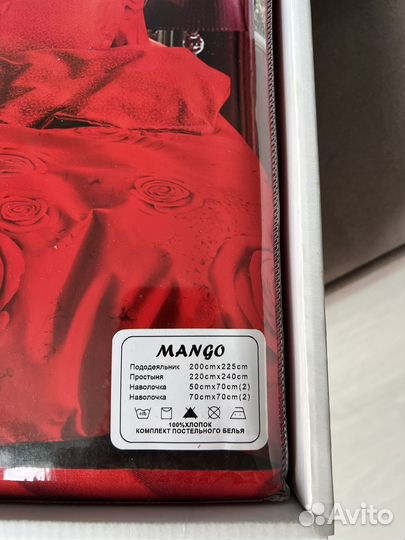 MANGO
Пододеяльник 200cmx225cm
Простыня 220cmx240cm
Наволочка 50cmx70cm(2)
Наволочка 70cmx70cm(2)
100%ХЛОПОК
КОМПЛЕКТ ПОСТЕЛЬНОГО БЕЛЬЯ
Avito